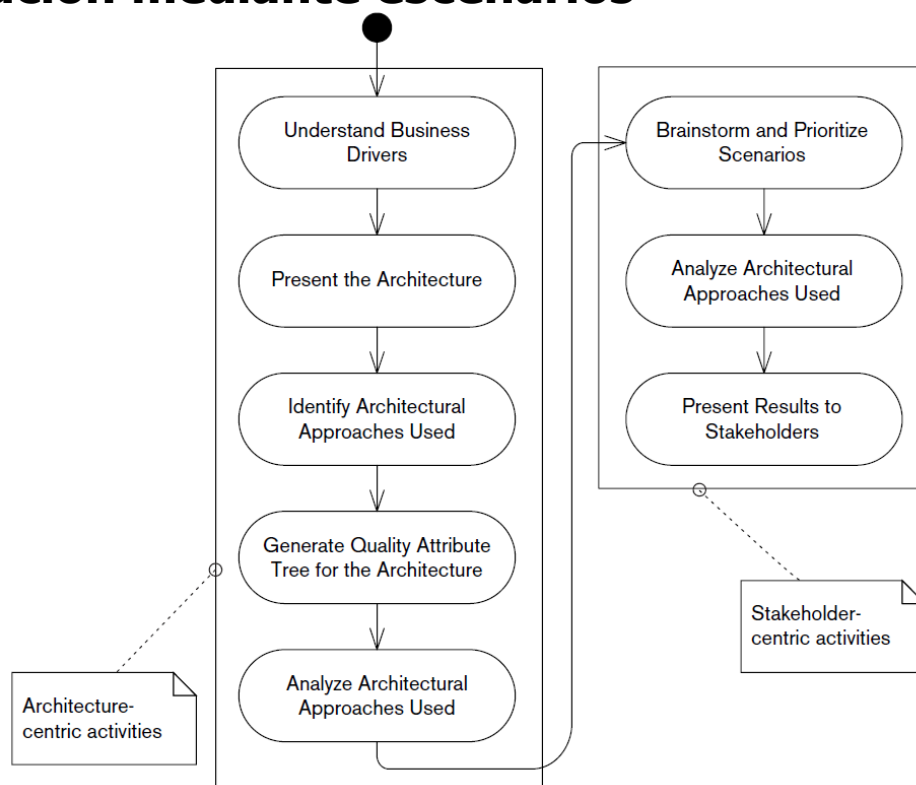 mediante escenarios
Understand Business
Drivers
Present the Architecture
Identify Architectural
Approaches Used
Generate Quality Attribute
Tree for the Architecture
Analyze Architectural
Approaches Used
Architecture-
centric activities
Brainstorm and Prioritize
Scenarios
Analyze Architectural
Approaches Used
Present Results to
Stakeholders
Stakeholder-
centric activities